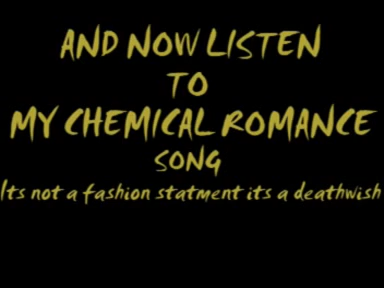 AND NOW LISTEN
TO
MY CHEMICAL ROMANCE
SONG
Its not a fashion statment its a deathwish